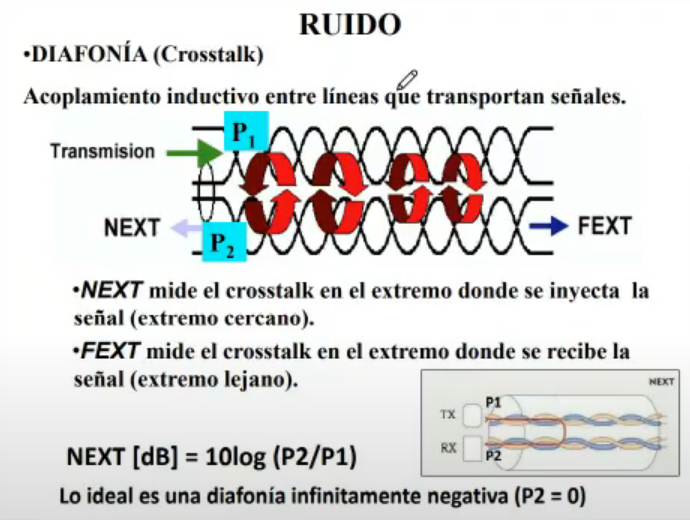 RUIDO
•DIAFONÍA (Crosstalk)
Acoplamiento inductivo entre líneas que transportan señales.
P1
Transmision
NEXT
P2
FEXT
•NEXT mide el crosstalk en el extremo donde se inyecta la
señal (extremo cercano).
•FEXT mide el crosstalk en el extremo donde se recibe la
señal (extremo lejano).
NEXT
P1
TX
RX
P2
NEXT [dB] = 10log (P2/P1)
Lo ideal es una diafonía infinitamente negativa (P2 = 0)